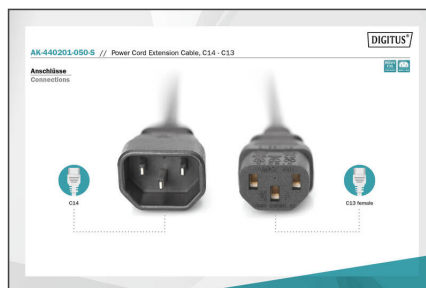 DIGITUS®
AK-440201-050-S // Power Cord Extension Cable, C14 - C13
Anschlüsse
Connections
C14
C13 female